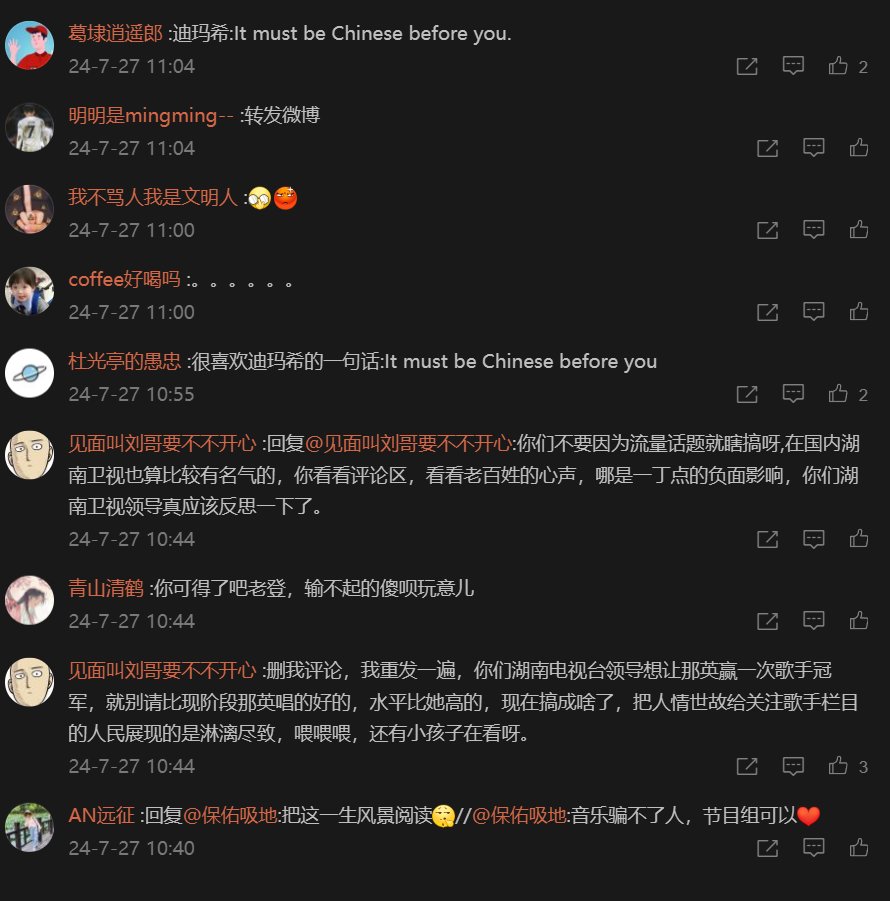 葛埭逍遥郎 :迪玛希:It must be Chinese before you.
24-7-27 11:04
2
明明是mingming-- :转发微博
24-7-27 11:04
我不骂人我是文明人 :
24-7-27 11:00
coffee好喝吗 :。。。。。。
24-7-27 11:00
杜光亭的愚忠 :很喜欢迪玛希的一句话:It must be Chinese before you
24-7-27 10:55
2
见面叫刘哥要不不开心 :回复@见面叫刘哥要不不开心:你们不要因为流量话题就瞎搞呀,在国内湖
南卫视也算比较有名气的，你看看评论区，看看老百姓的心声，哪是一丁点的负面影响，你们湖
南卫视领导真应该反思一下了。
24-7-27 10:44
青山清鹤 :你可得了吧老登，输不起的傻呗玩意儿
24-7-27 10:44
见面叫刘哥要不不开心 :删我评论，我重发一遍，你们湖南电视台领导想让那英赢一次歌手冠
军，就别请比现阶段那英唱的好的，水平比她高的，现在搞成啥了，把人情世故给关注歌手栏目
的人民展现的是淋漓尽致，喂喂喂，还有小孩子在看呀。
24-7-27 10:44
3
AN远征 :回复@保佑吸地:把这一生风景阅读//@保佑吸地:音乐骗不了人，节目组可以
24-7-27 10:40